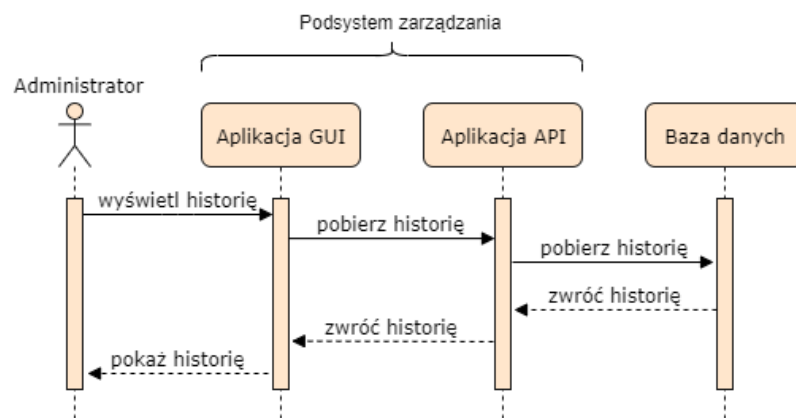 Podsystem zarządzania
Administrator
Aplikacja GUI
Aplikacja API
Baza danych
wyświetl historię
pobierz historię
pobierz historię
zwróć historię
zwróć historię
pokaż historię